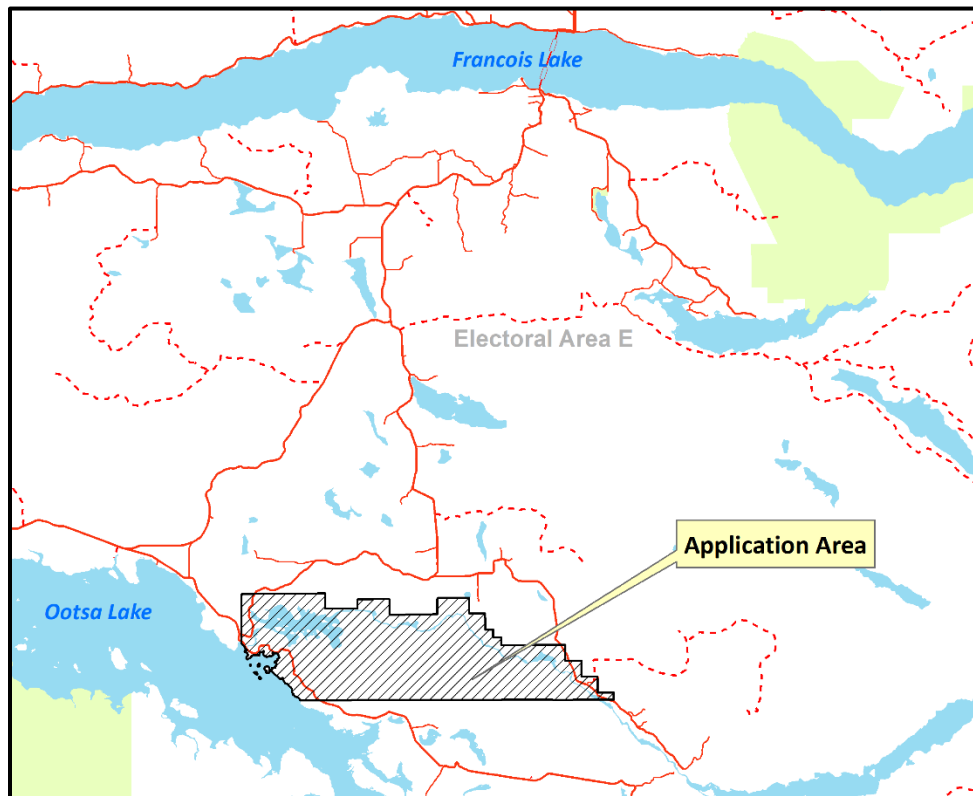 Francois Lake
Electoral Area E
Application Area
Ootsa Lake